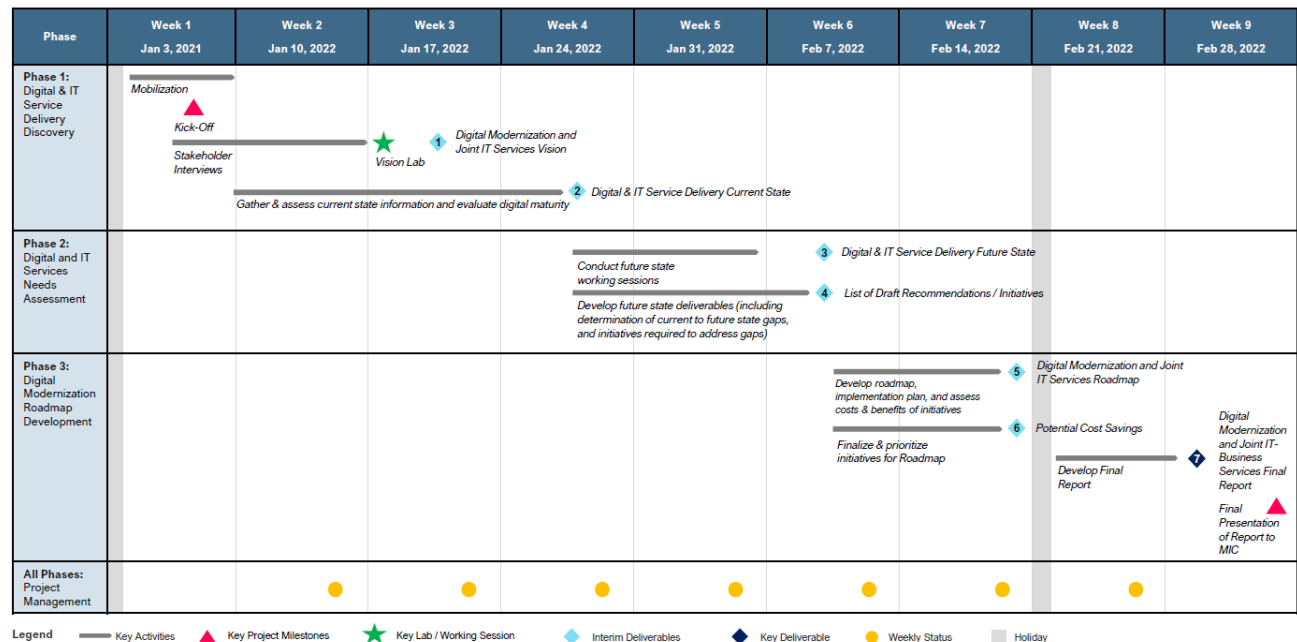 Phase
Week 1
Jan 3, 2021
Week 2
Jan 10, 2022
Week 3
Jan 17, 2022
Week 4
Jan 24, 2022
Week 5
Jan 31, 2022
Week 6
Feb 7, 2022
Week 7
Feb 14, 2022
Week 8
Feb 21, 2022
Week 9
Feb 28, 2022
Phase 1:
Digital & IT
Service
Delivery
Discovery
Mobilization
Kick-Off
Stakeholder
Interviews
Vision Lab
1
Digital Modernization and
Joint IT Services Vision
Gather & assess current state information and evaluate digital maturity
2
Digital & IT Service Delivery Current State
Phase 2:
Digital and IT
Services
Needs
Assessment
Conduct future state
working sessions
3
Digital & IT Service Delivery Future State
Develop future state deliverables (including
determination of current to future state gaps,
and initiatives required to address gaps)
4
List of Draft Recommendations / Initiatives
Phase 3:
Digital
Modernization
Roadmap
Development
Develop roadmap,
implementation plan, and assess
costs & benefits of initiatives
5
Digital Modernization and Joint
IT Services Roadmap
Finalize & prioritize
initiatives for Roadmap
6
Potential Cost Savings
Develop Final
Report
7
Digital
Modernization
and Joint IT-
Business
Services Final
Report
Final
Presentation
of Report to
MIC
All Phases:
Project
Management
Legend
Key Activities
Key Project Milestones
Key Lab / Working Session
Interim Deliverables
Key Deliverable
Weekly Status
Holiday